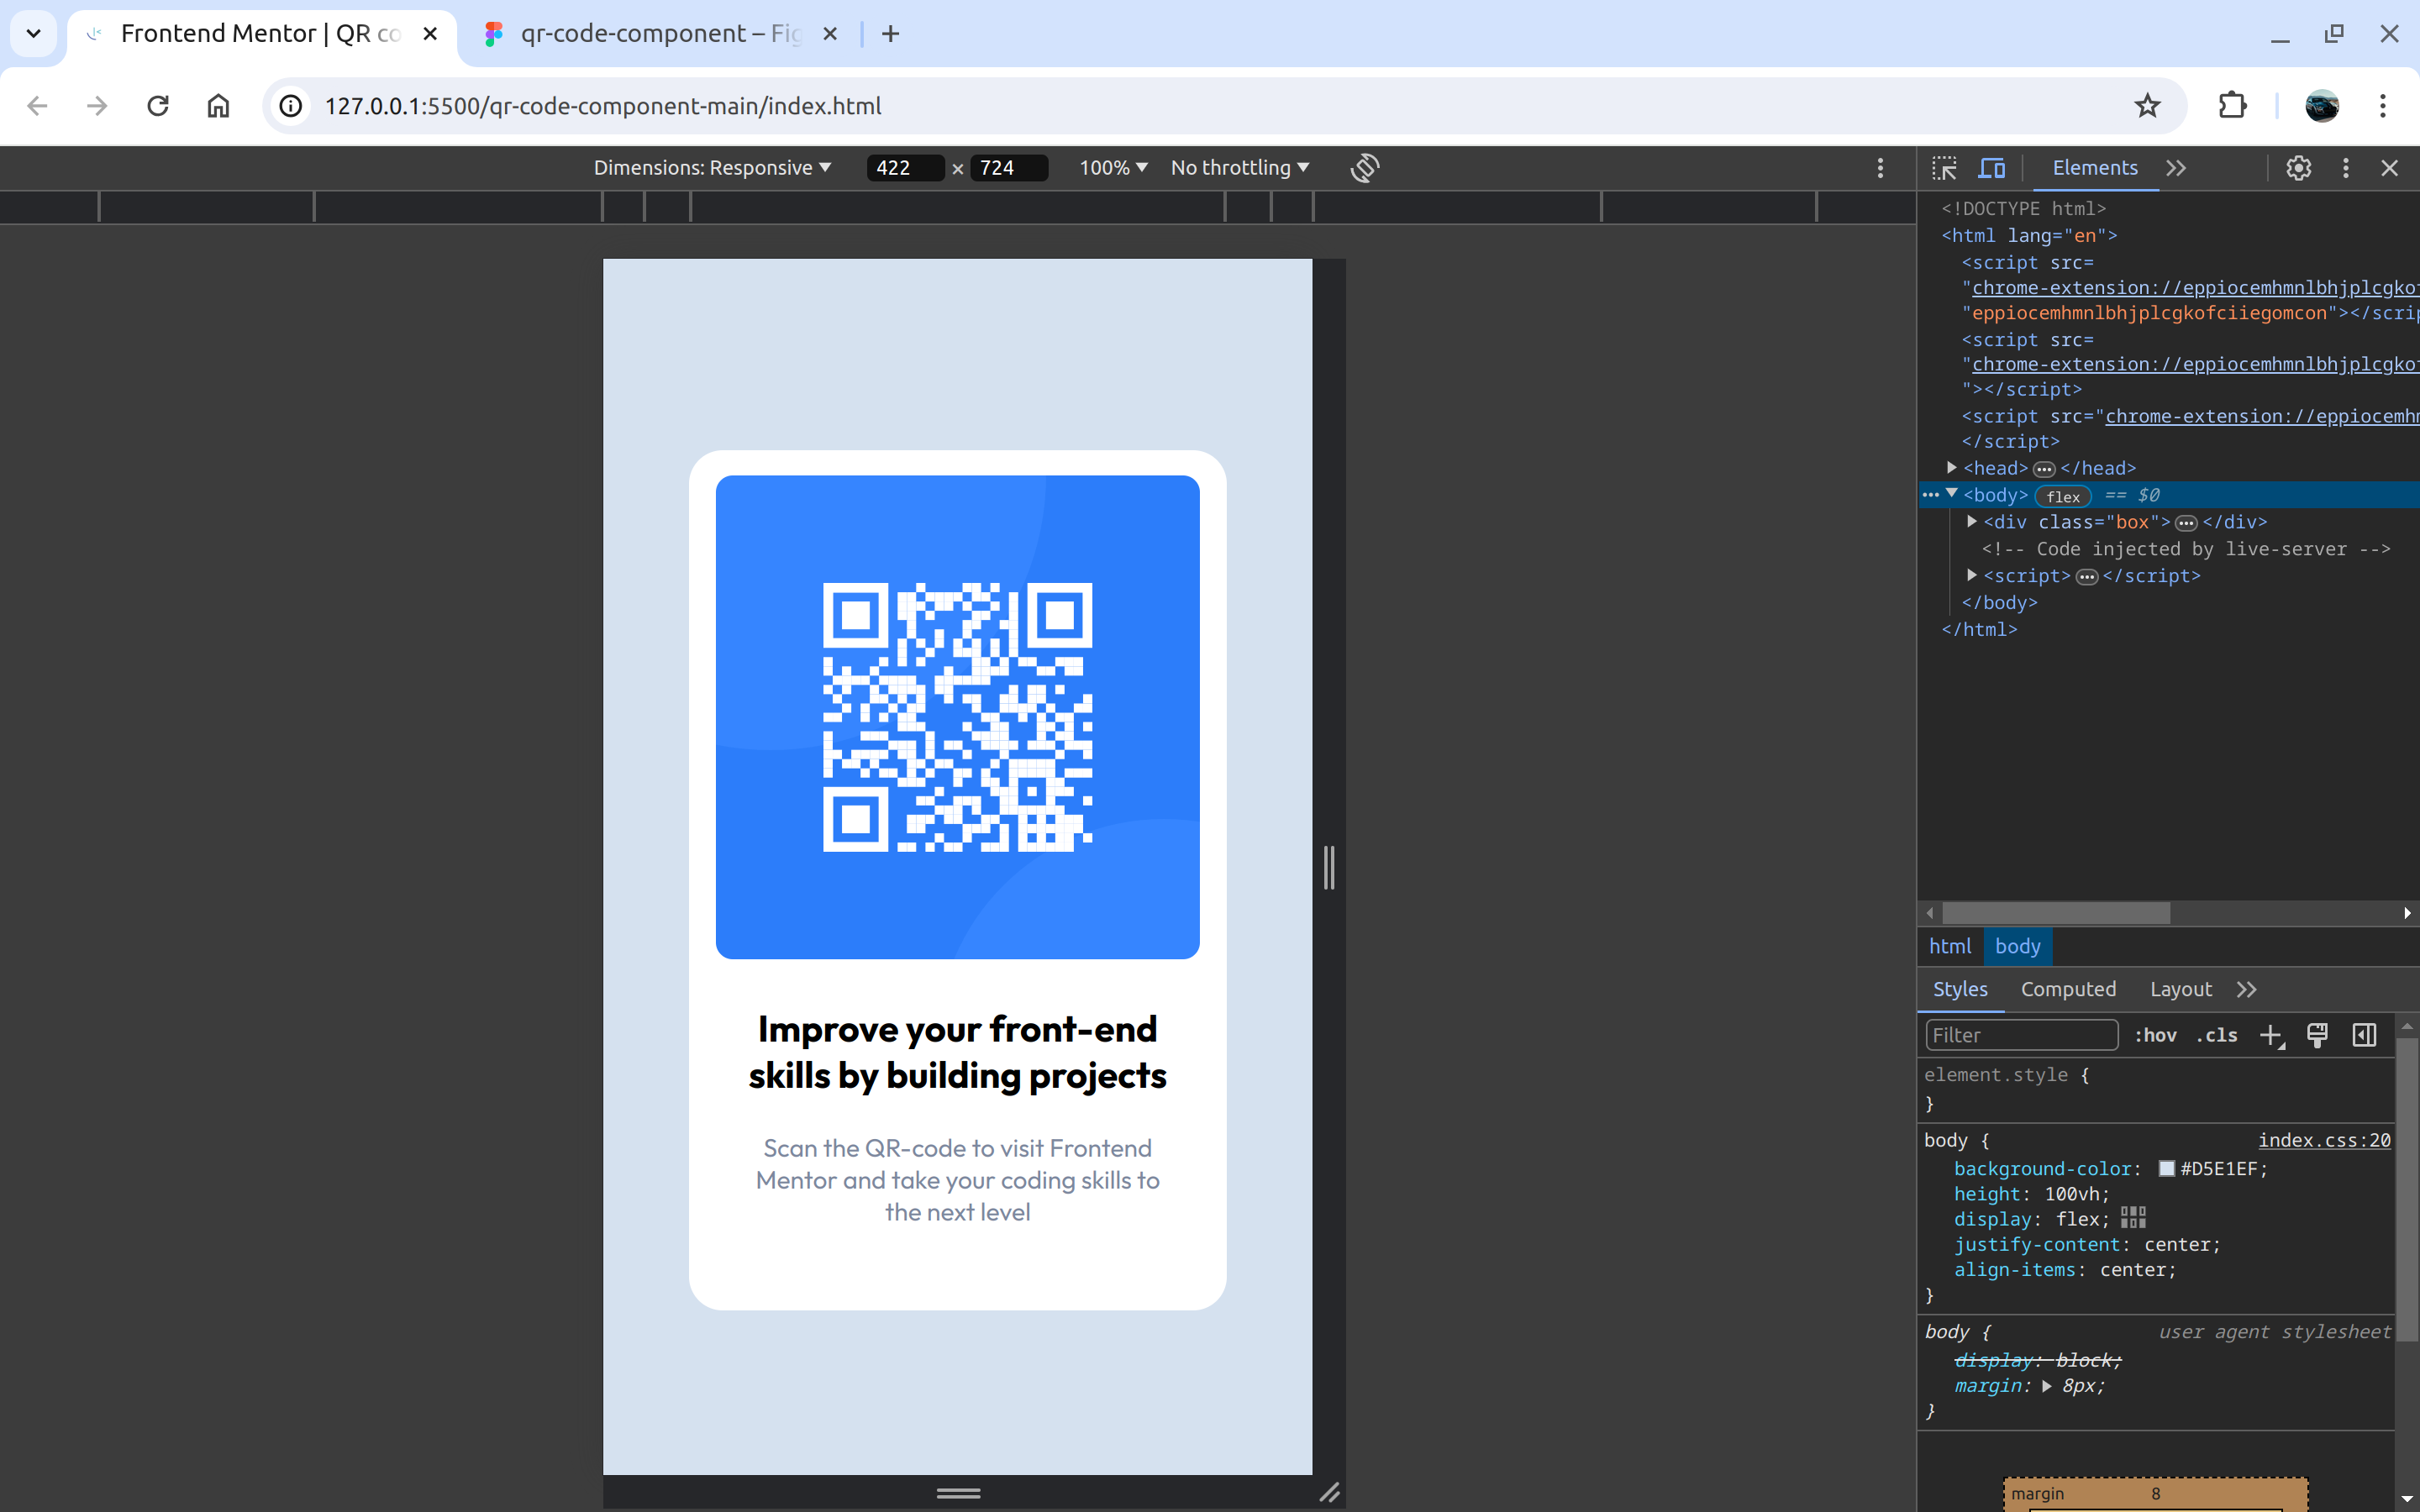 Frontend Mentor | QR co
qr-code-component – Fig
127.0.0.1:5500/qr-code-component-main/index.html
Dimensions: Responsive 422 × 724 100% No throttling
Elements
<!DOCTYPE html>
<html lang="en">
<script src=
"chrome-extension://eppiocemhmnlbhjplcgko
"eppiocemhmnlbhjplcgkofciiegomcon"></scrip
<script src=
"chrome-extension://eppiocemhmnlbhjplcgko
"></script>
<script src="chrome-extension://eppiocemhm
</script>
<head> ••• </head>
••• <body> flex == $0
<div class="box"> ••• </div>
<!-- Code injected by live-server -->
<script> ••• </script>
</body>
</html>
html body
Styles Computed Layout
Filter :hov .cls
element.style {
}
body { index.css:20
background-color: #D5E1EF;
height: 100vh;
display: flex;
justify-content: center;
align-items: center;
}
body { user agent stylesheet
display: block;
margin: 8px;
}
margin 8
Improve your front-end
skills by building projects
Scan the QR-code to visit Frontend
Mentor and take your coding skills to
the next level